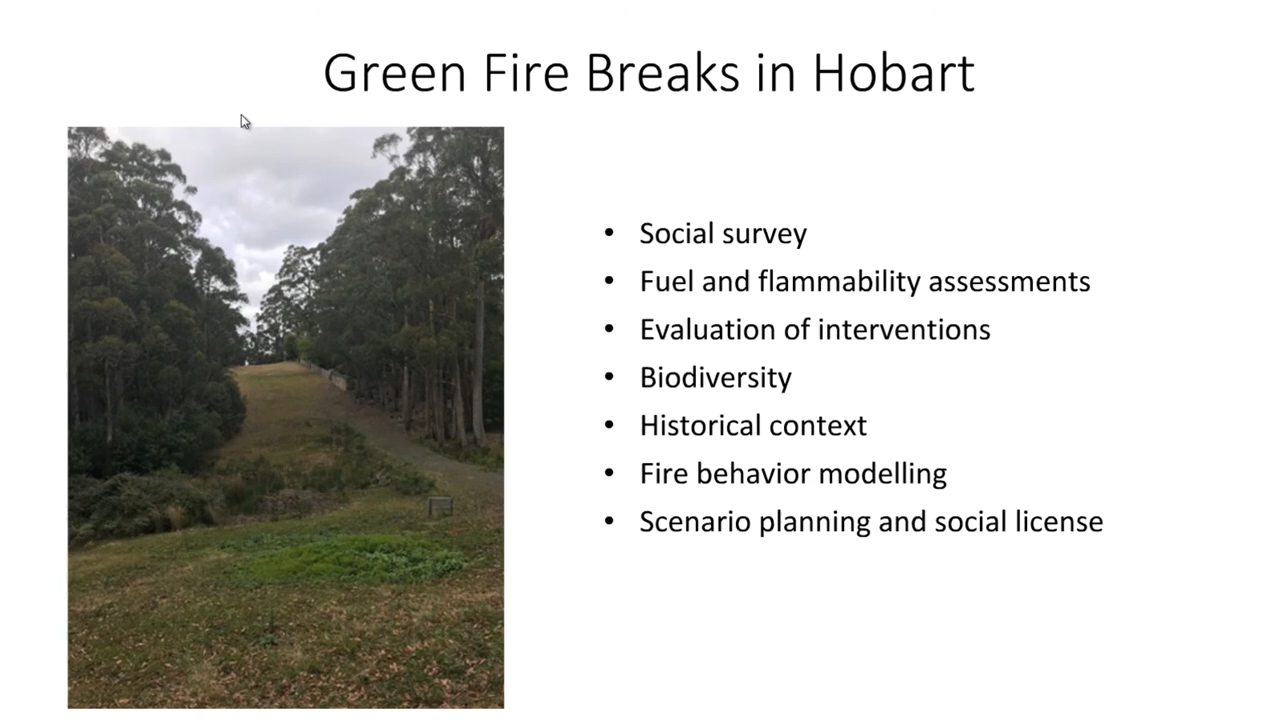 Green Fire Breaks in Hobart
• Social survey
• Fuel and flammability assessments
• Evaluation of interventions
• Biodiversity
• Historical context
• Fire behavior modelling
• Scenario planning and social license